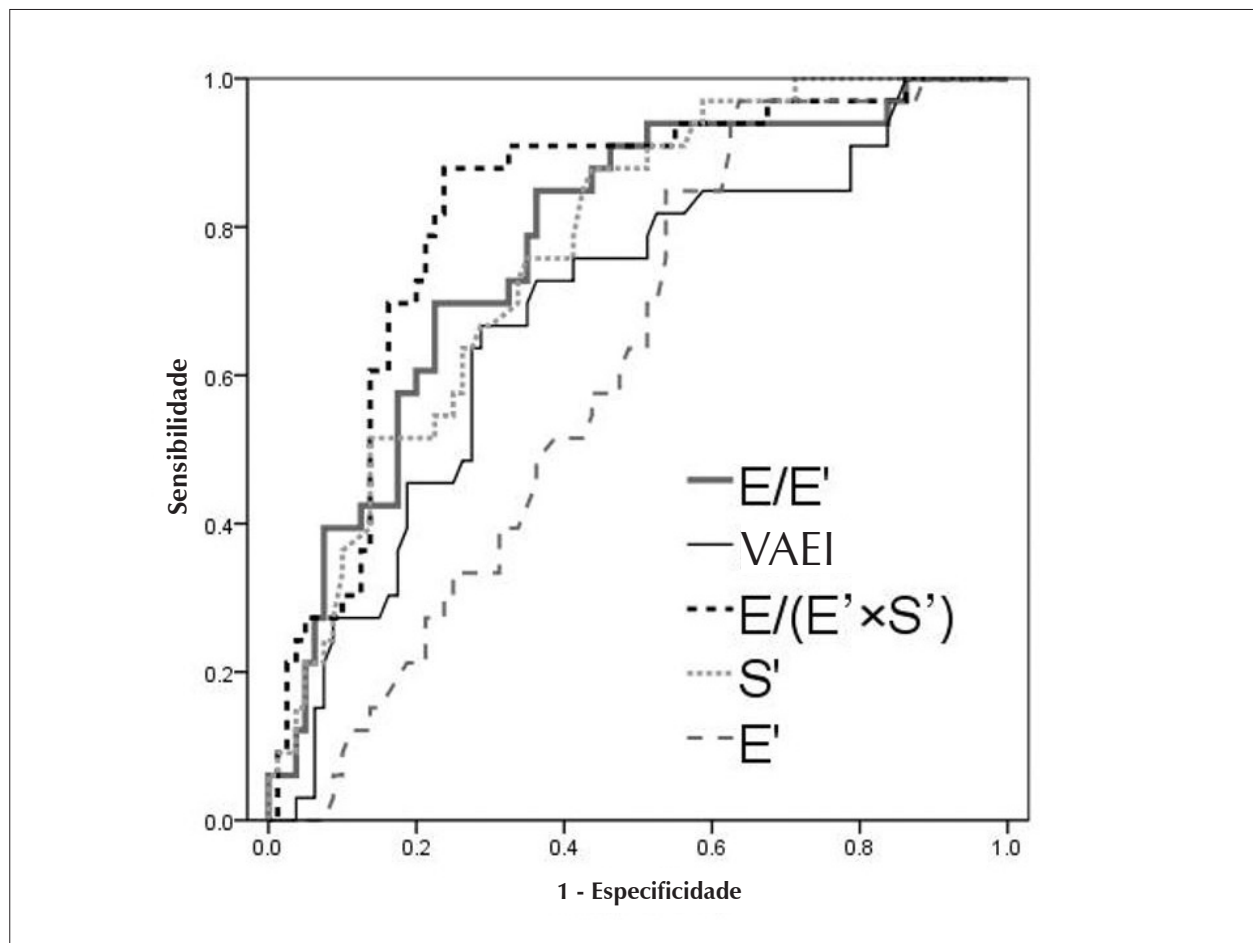 1.0
0.8
0.6
0.4
0.2
0.0
Sensibilidade
E/E'
VAEI
E/(E’×S’)
S'
E'
0.0 0.2 0.4 0.6 0.8 1.0
1 - Especificidade